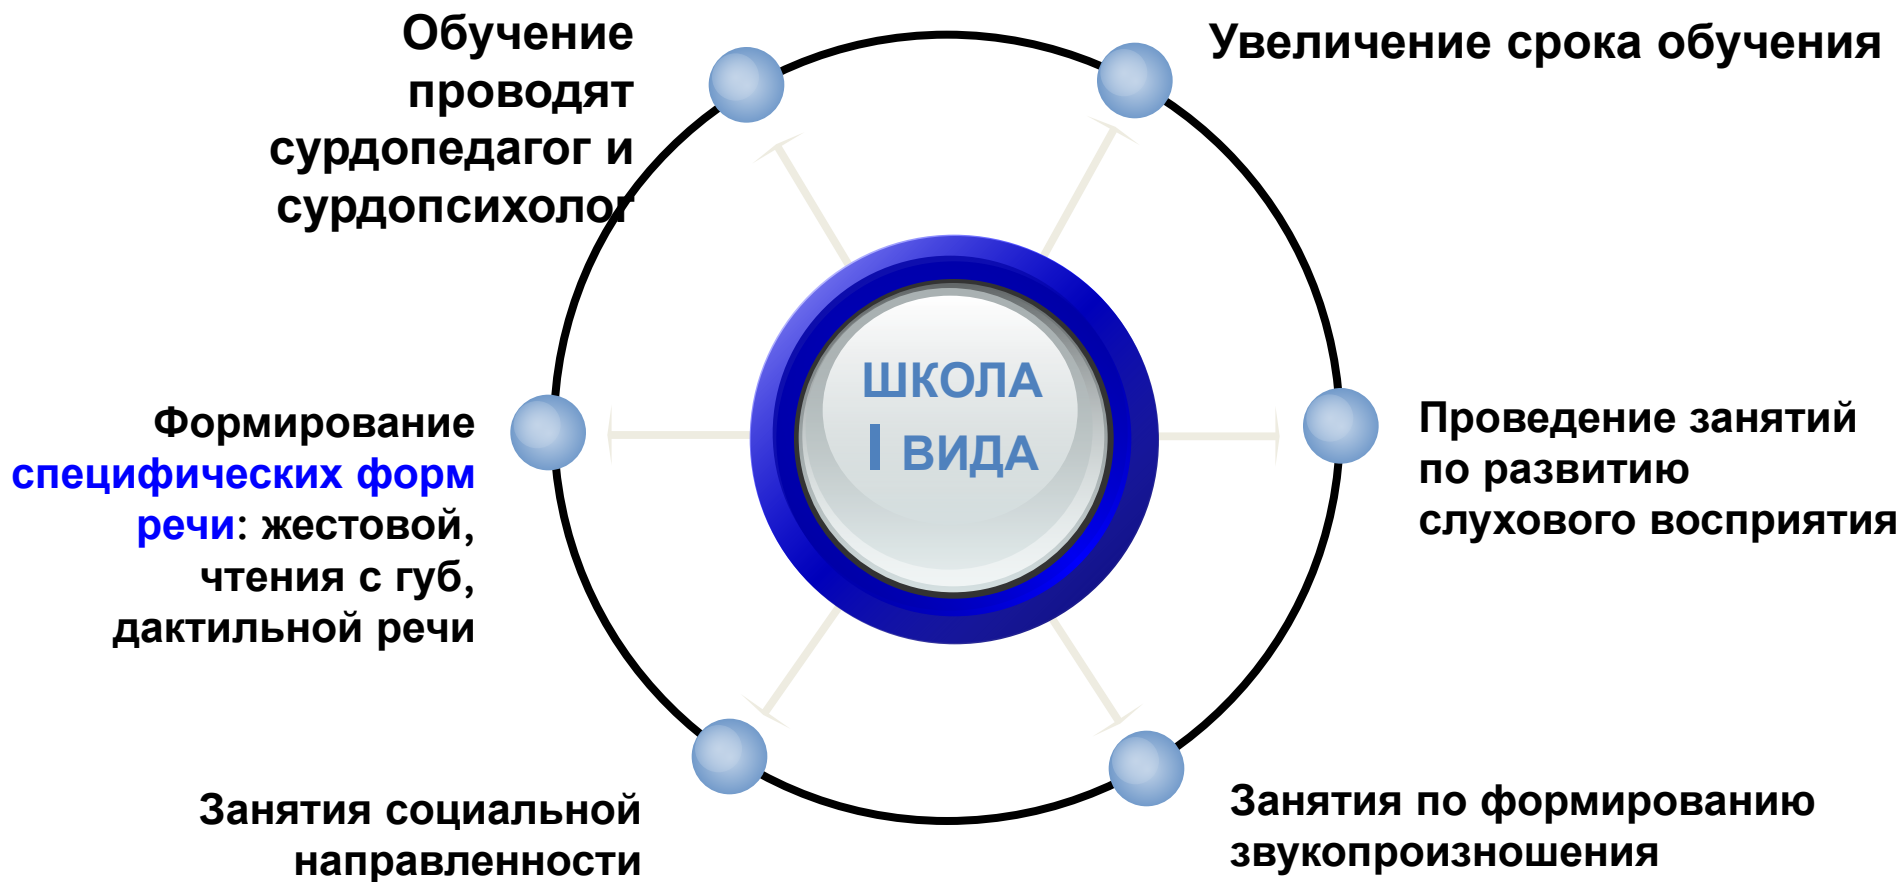 Обучение
проводят
сурдопедагог и
сурдопсихолог
Увеличение срока обучения
ШКОЛА
I ВИДА
Формирование
специфических форм
речи: жестовой,
чтения с губ,
дактильной речи
Проведение занятий
по развитию
слухового восприятия
Занятия социальной
направленности
Занятия по формированию
звукопроизношения